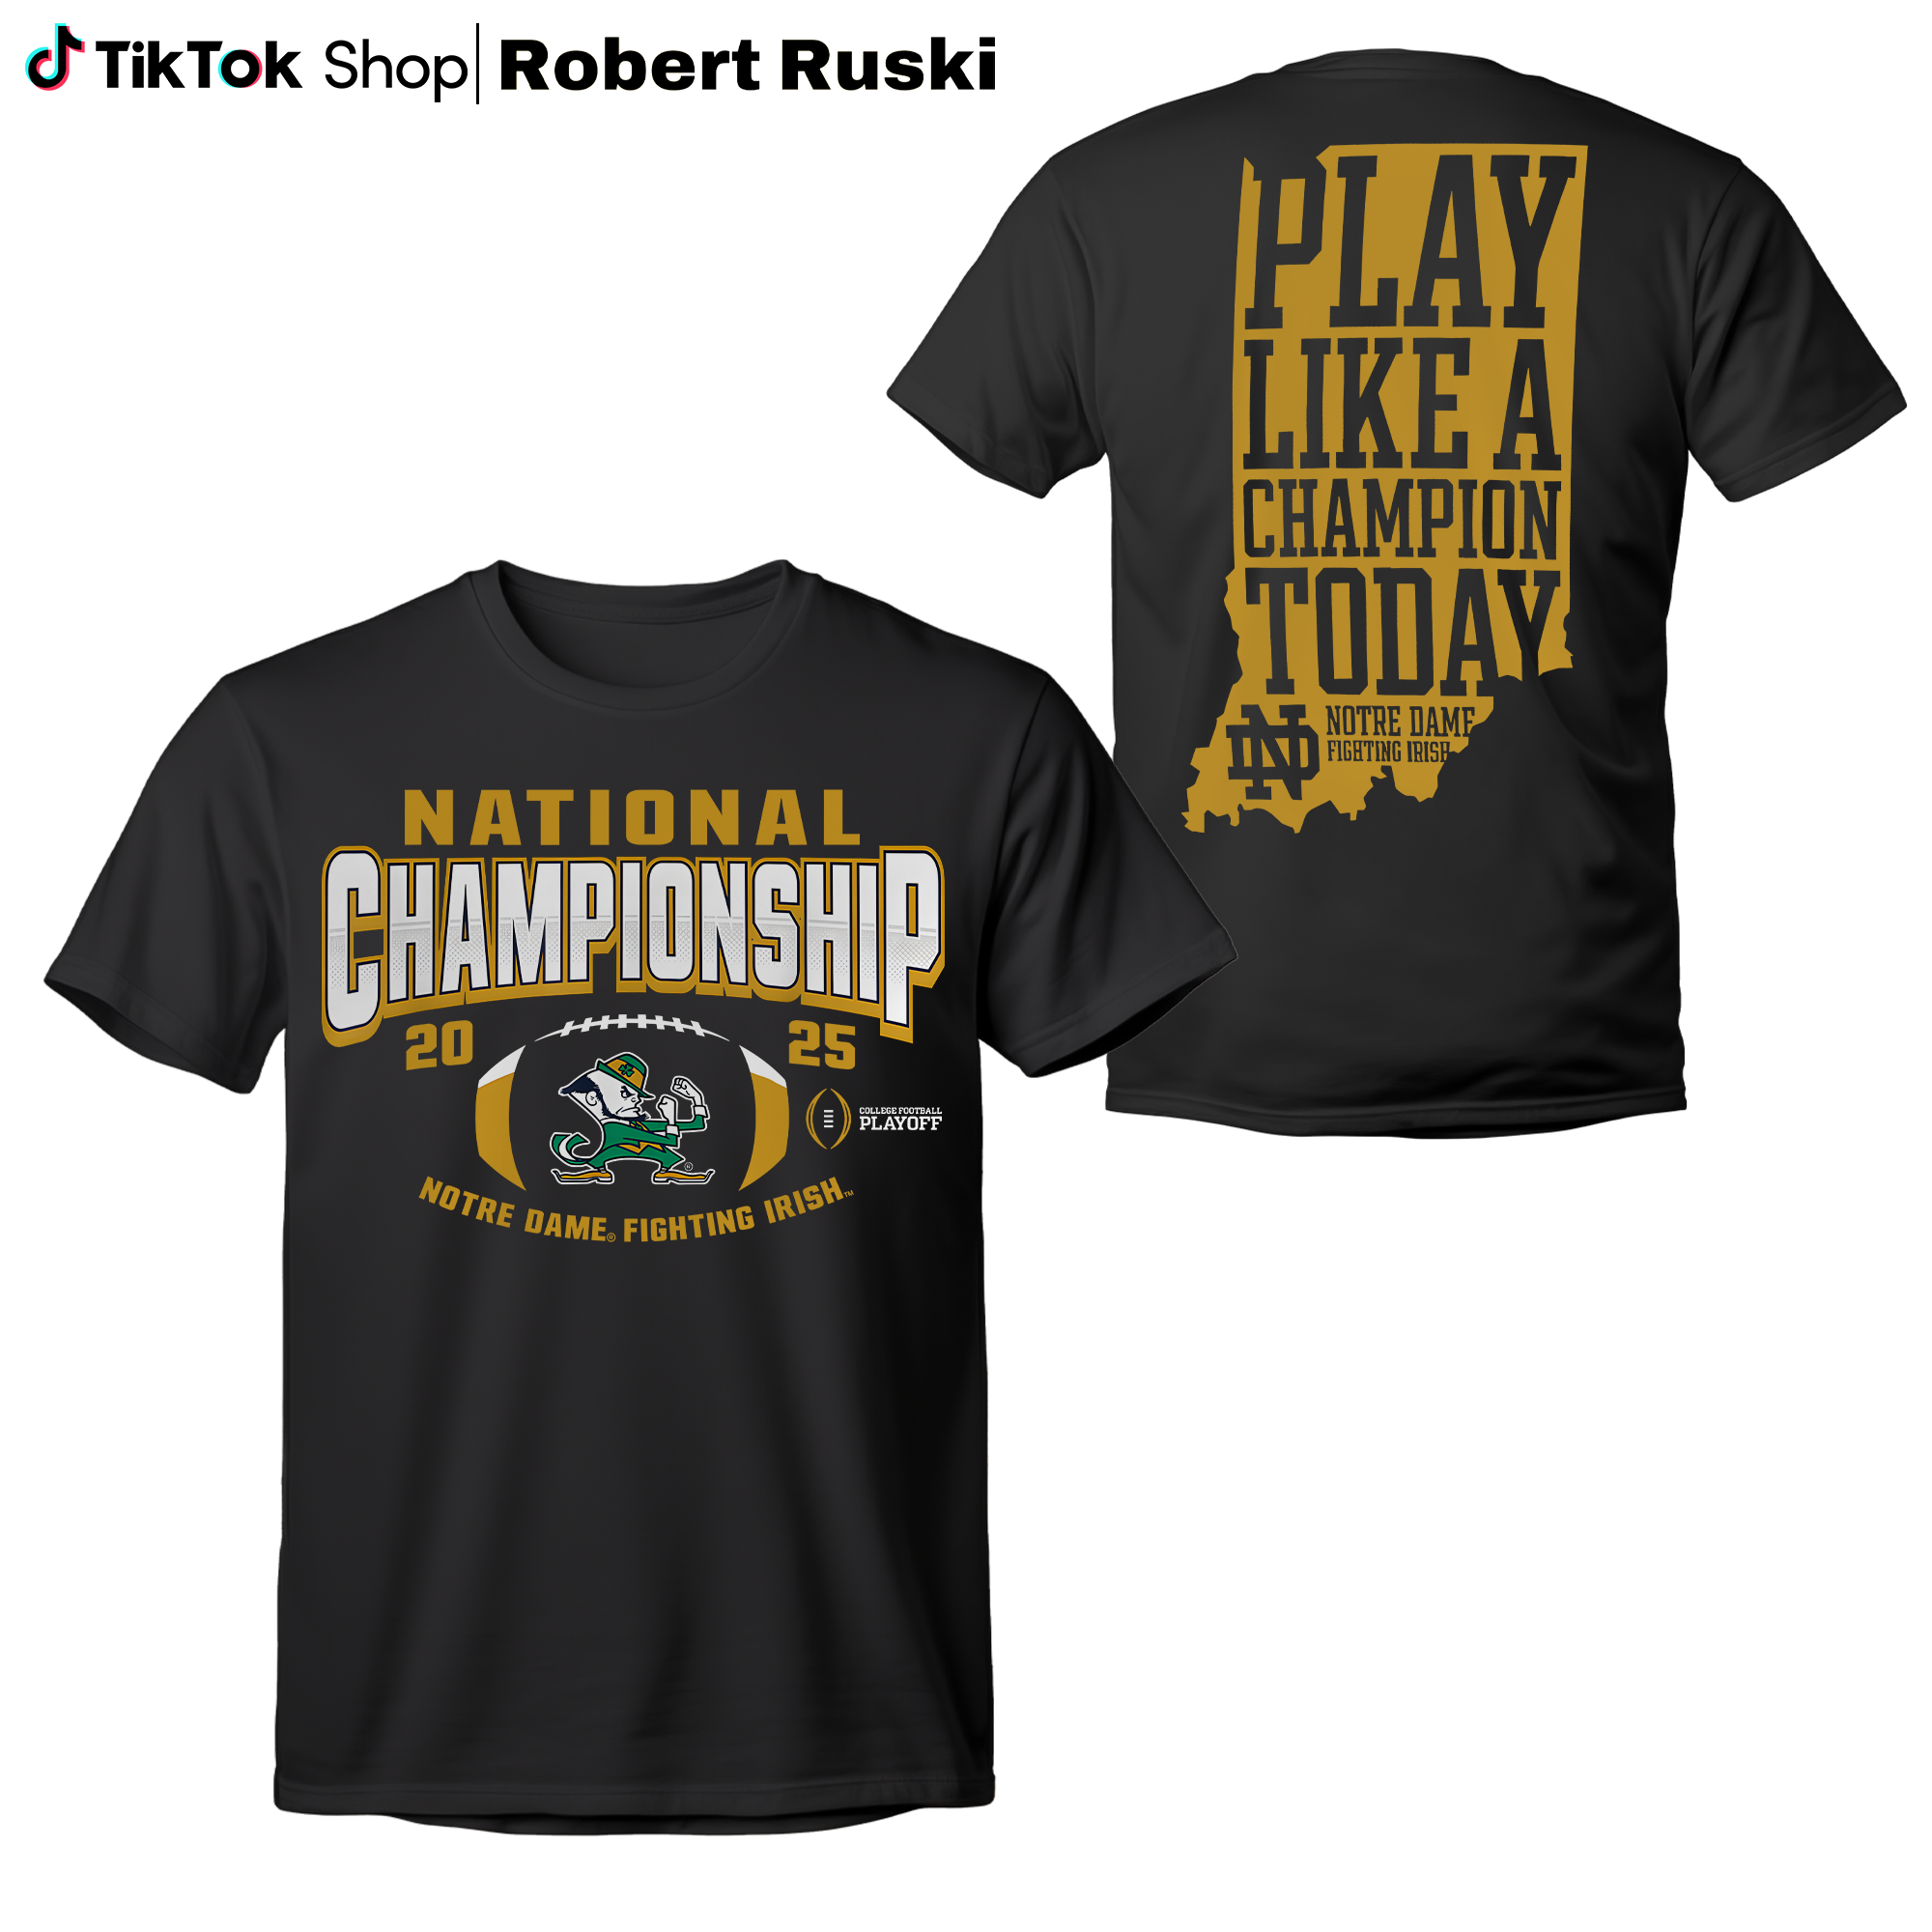 TikTok Shop | Robert Ruski
PLAY
LIKE A
CHAMPION
TODAY
ND NOTRE DAME
FIGHTING IRISH
NATIONAL
CHAMPIONSHIP
20 25
COLLEGE FOOTBALL
PLAYOFF
NOTRE DAME® FIGHTING IRISH™